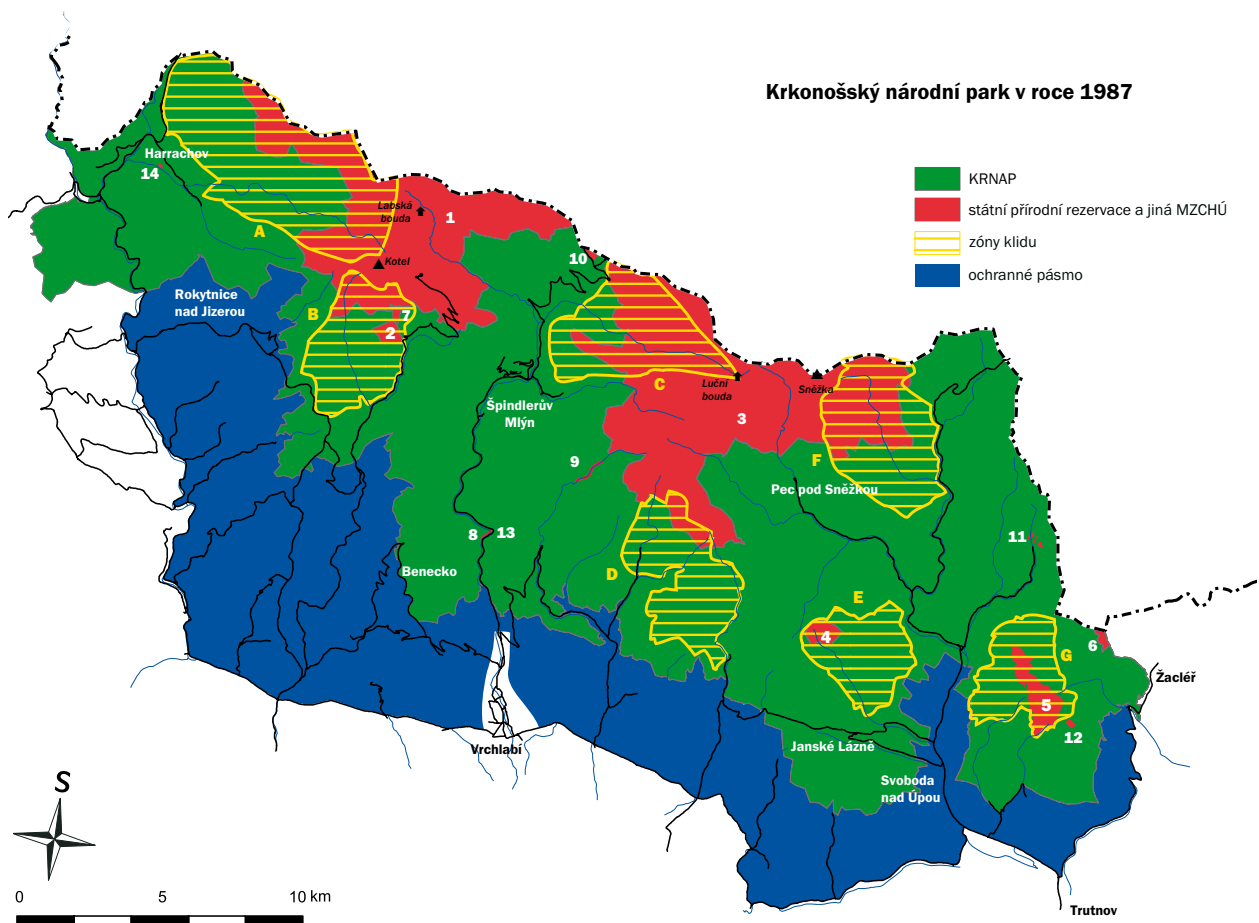 Krkonošský národní park v roce 1987
KRNAP
státní přírodní rezervace a jiná MZCHÚ
zóny klidu
ochranné pásmo
Harrachov
14
A
Labská
bouda
1
Kotel
10
Rokytnice
nad Jizerou
B
7
2
C
Luční
bouda
Sněžka
Špindlerův
Mlýn
3
9
F
Pec pod Sněžkou
8
13
11
Benecko
D
E
4
6
G
Žacléř
5
12
Vrchlabí
Janské Lázně
Svoboda
nad Úpou
S
0
5
10 km
Trutnov